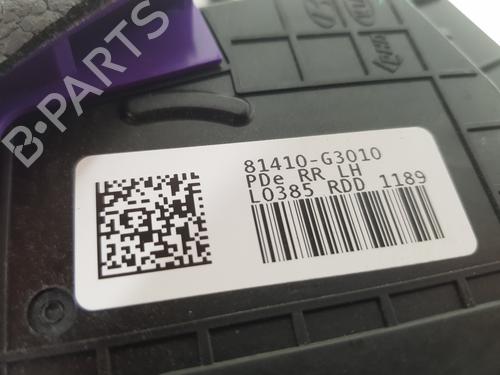 B-PARTS
81410-G3010
PDe RR LH
L0385 RDD 1189